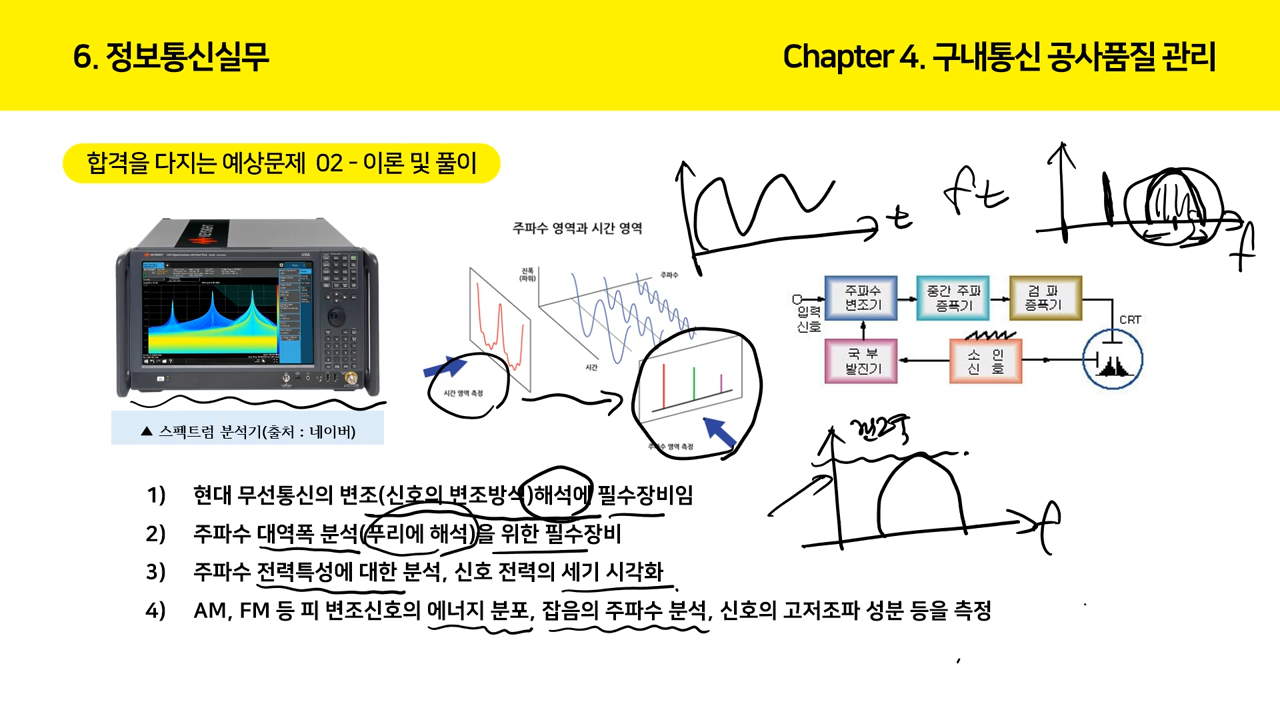 6. 정보통신실무
Chapter 4. 구내통신 공사품질 관리
합격을 다지는 예상문제 02 - 이론 및 풀이
주파수 영역과 시간 영역
진폭
(파워)
주파수
시간
시간 영역 측정
주파수 영역 측정
t
f t
f
주파수
변조기
중간 주파
증폭기
검 파
증폭기
입력
신호
CRT
국 부
발진기
소 인
신 호
전력
f
▲ 스펙트럼 분석기(출처 : 네이버)
1) 현대 무선통신의 변조(신호의 변조방식)해석에 필수장비임
2) 주파수 대역폭 분석(푸리에 해석)을 위한 필수장비
3) 주파수 전력특성에 대한 분석, 신호 전력의 세기 시각화
4) AM, FM 등 피 변조신호의 에너지 분포, 잡음의 주파수 분석, 신호의 고저조파 성분 등을 측정